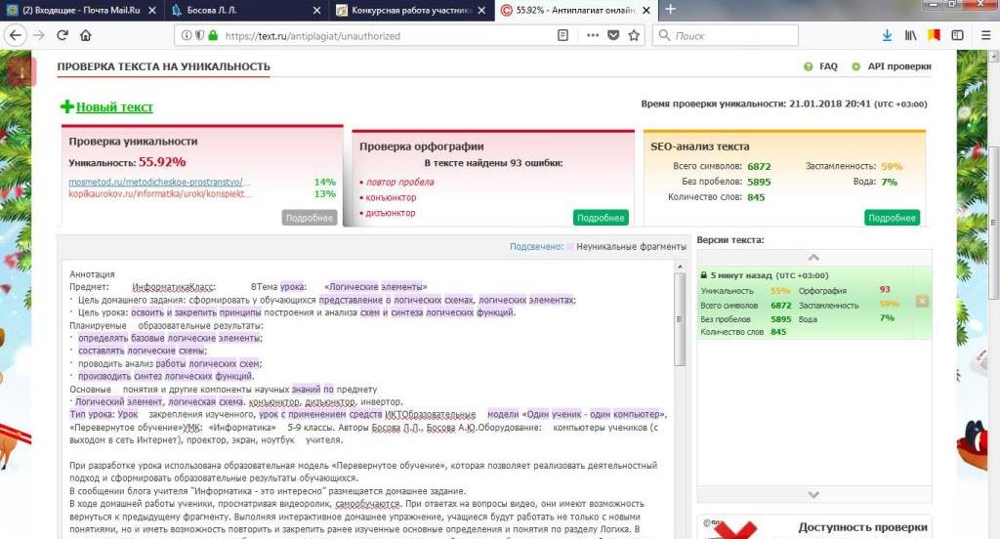 (2) Входящие - Почта Mail.Ru
Босова Л. Л.
Конкурсная работа участника
55.92% - Антиплагиат онлайн,
https://text.ru/antiplagiat/unauthorized
Поиск
ПРОВЕРКА ТЕКСТА НА УНИКАЛЬНОСТЬ
FAQ
API проверки
Новый текст
Время проверки уникальности: 21.01.2018 20:41 (UTC +03:00)
Проверка уникальности
Уникальность: 55.92%
mosmetod.ru/metodicheskoe-prostranstvo/... 14%
kopilkaurokov.ru/informatika/uroki/konspiekt... 13%
Подробнее
Проверка орфографии
В тексте найдены 93 ошибки:
• повтор пробела
• конъюнктор
• дизъюнктор
Подробнее
SEO-анализ текста
Всего символов: 6872 Заспамленность: 59%
Без пробелов: 5895 Вода: 7%
Количество слов: 845
Подробнее
Подсвечено: Неуникальные фрагменты
Аннотация
Предмет: ИнформатикаКласс: 8Тема урока: «Логические элементы»
· Цель домашнего задания: сформировать у обучающихся представление о логических схемах, логических элементах;
· Цель урока: освоить и закрепить принципы построения и анализа схем и синтеза логических функций.
Планируемые образовательные результаты:
· определять базовые логические элементы;
· составлять логические схемы;
· проводить анализ работы логических схем;
· производить синтез логических функций.
Основные понятия и другие компоненты научных знаний по предмету
· Логический элемент, логическая схема. конъюнктор, дизъюнктор, инвертор.
Тип урока: Урок закрепления изученного, урок с применением средств ИКТОбразовательные модели «Один ученик - один компьютер»,
«Перевернутое обучение»УМК: «Информатика» 5-9 классы. Авторы Босова Л.Л., Босова А.Ю.Оборудование: компьютеры учеников (с
выходом в сеть Интернет), проектор, экран, ноутбук учителя.
При разработке урока использована образовательная модель «Перевернутое обучение», которая позволяет реализовать деятельностный
подход и сформировать образовательные результаты обучающихся.
В сообщении блога учителя "Информатика - это интересно" размещается домашнее задание.
В ходе домашней работы ученики, просматривая видеоролик, самообучаются. При ответах на вопросы видео, они имеют возможность
вернуться к предыдущему фрагменту. Выполняя интерактивное домашнее упражнение, учащиеся будут работать не только с новыми
понятиями, но и иметь возможность повторить и закрепить ранее изученные основные определения и понятия по разделу Логика. В
Версии текста:
5 минут назад (UTC +03:00)
Уникальность 55% Орфография 93
Всего символов 6872 Заспамленность 59%
Без пробелов 5895 Вода 7%
Количество слов 845
Доступность проверки